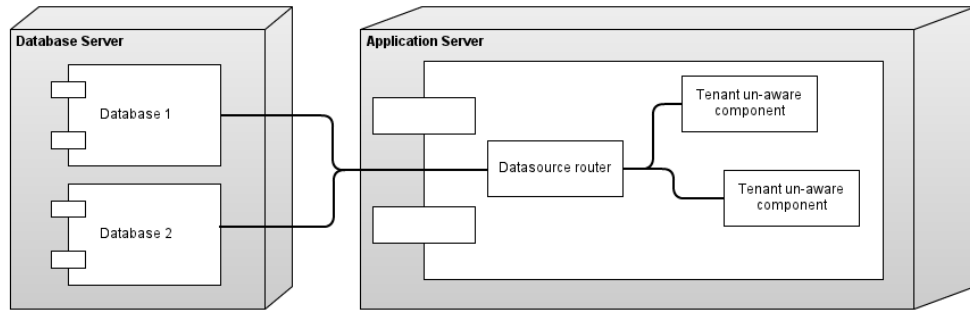 Database Server
Database 1
Database 2
Application Server
Datasource router
Tenant un-aware
component
Tenant un-aware
component